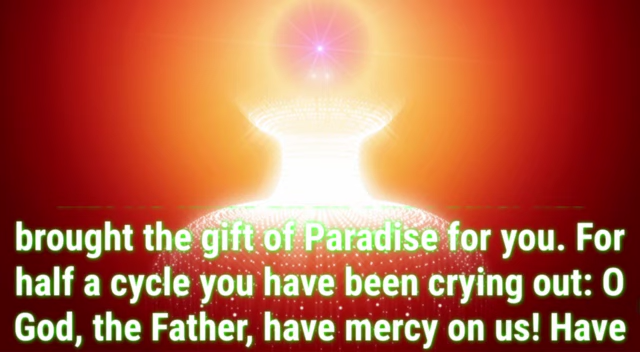 brought the gift of Paradise for you. For
half a cycle you have been crying out: O
God, the Father, have mercy on us! Have